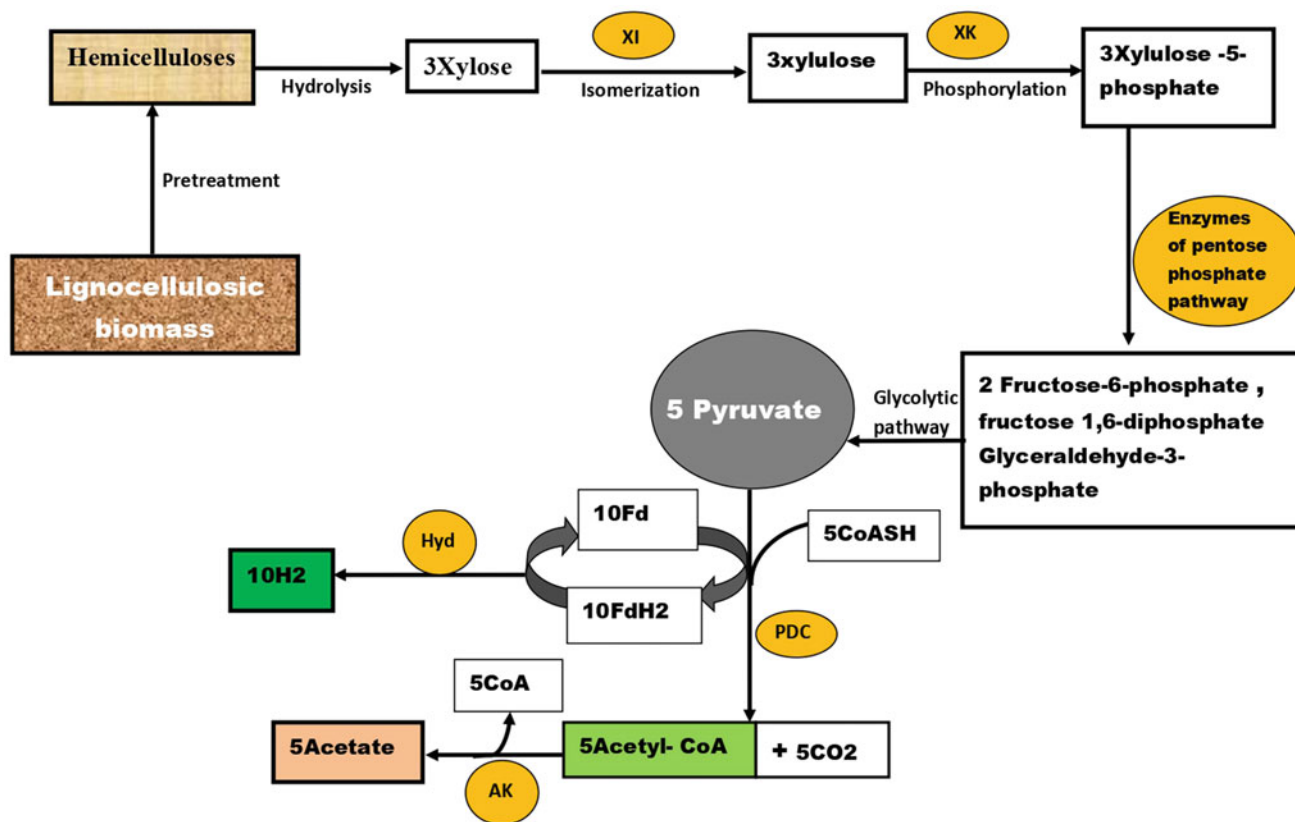 Hemicelluloses
Hydrolysis
3Xylose
XI
Isomerization
3xylulose
XK
Phosphorylation
3Xylulose -5-
phosphate
Pretreatment
Lignocellulosic
biomass
Enzymes
of pentose
phosphate
pathway
2 Fructose-6-phosphate ,
fructose 1,6-diphosphate
Glyceraldehyde-3-
phosphate
Glycolytic
pathway
5 Pyruvate
10Fd
5CoASH
Hyd
10H2
10FdH2
PDC
5CoA
5Acetate
AK
5Acetyl- CoA
+ 5CO2